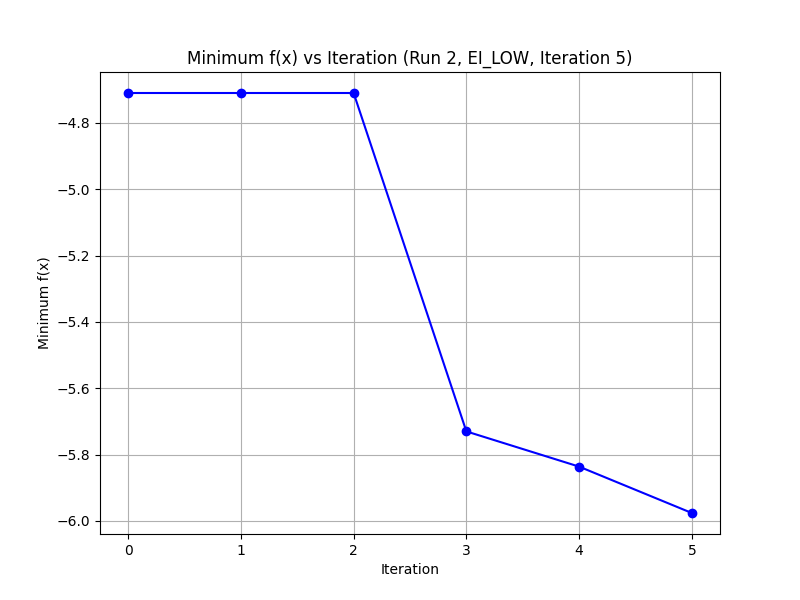 Minimum f(x) vs Iteration (Run 2, EI_LOW, Iteration 5)
Minimum f(x)
−4.8
−5.0
−5.2
−5.4
−5.6
−5.8
−6.0
0 1 2 3 4 5
Iteration